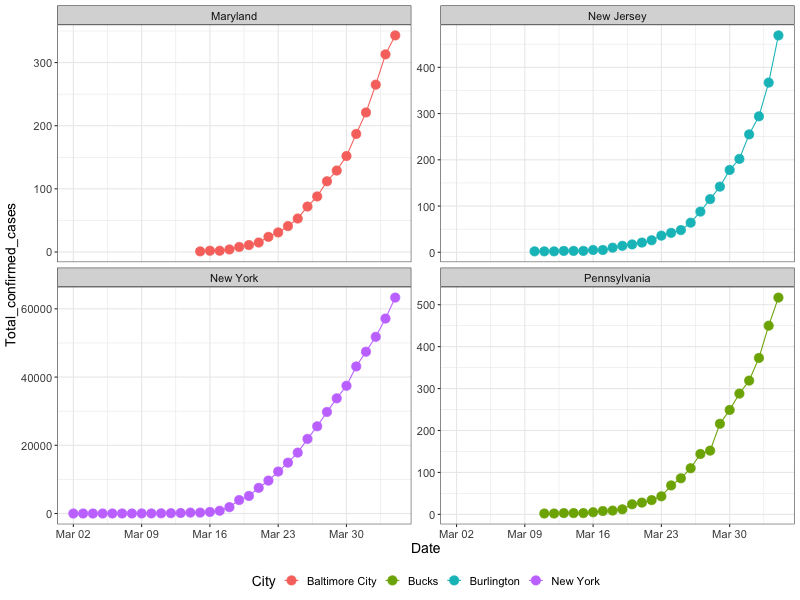 Maryland
New Jersey
300
200
100
0
400
300
200
100
0
Total_confirmed_cases
New York
Pennsylvania
60000
40000
20000
0
500
400
300
200
100
0
Mar 02 Mar 09 Mar 16 Mar 23 Mar 30
Mar 02 Mar 09 Mar 16 Mar 23 Mar 30
Date
City Baltimore City Bucks Burlington New York